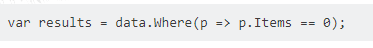 var results = data.Where(p => p.Items == 0);